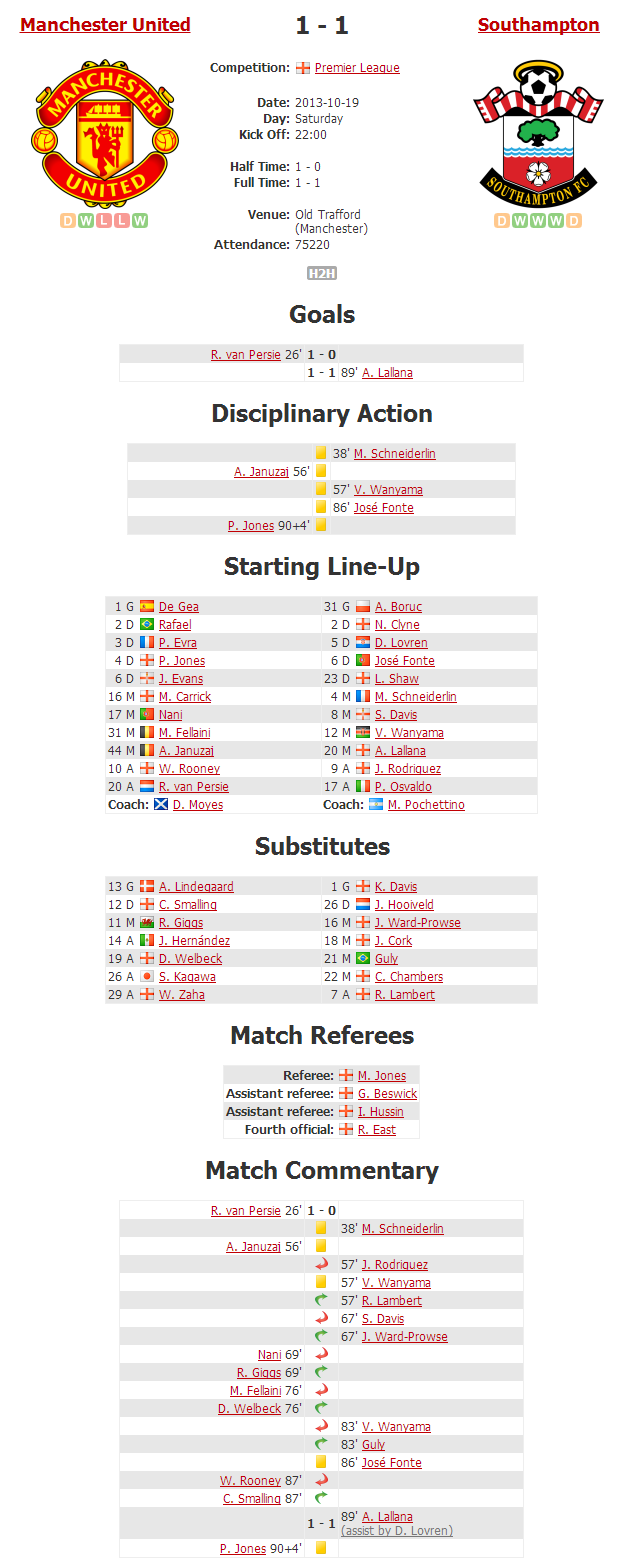 Manchester United 1 - 1 Southampton
MANCHESTER
UNITED
SOUTHAMPTON FC
Competition: Premier League
Date: 2013-10-19
Day: Saturday
Kick Off: 22:00
Half Time: 1 - 0
Full Time: 1 - 1
Venue: Old Trafford
(Manchester)
Attendance: 75220
D W L L W
D W W W D
H2H
Goals
R. van Persie 26' 1 - 0
1 - 1 89' A. Lallana
Disciplinary Action
38' M. Schneiderlin
A. Januzaj 56'
57' V. Wanyama
86' José Fonte
P. Jones 90+4'
Starting Line-Up
1 G De Gea 31 G A. Boruc
2 D Rafael 2 D N. Clyne
3 D P. Evra 5 D D. Lovren
4 D P. Jones 6 D José Fonte
6 D J. Evans 23 D L. Shaw
16 M M. Carrick 4 M M. Schneiderlin
17 M Nani 8 M S. Davis
31 M M. Fellaini 12 M V. Wanyama
44 M A. Januzaj 20 M A. Lallana
10 A W. Rooney 9 A J. Rodriguez
20 A R. van Persie 17 A P. Osvaldo
Coach: D. Moyes Coach: M. Pochettino
Substitutes
13 G A. Lindegaard 1 G K. Davis
12 D C. Smalling 26 D J. Hooiveld
11 M R. Giggs 16 M J. Ward-Prowse
14 A J. Hernández 18 M J. Cork
19 A D. Welbeck 21 M Guly
26 A S. Kagawa 22 M C. Chambers
29 A W. Zaha 7 A R. Lambert
Match Referees
Referee: M. Jones
Assistant referee: G. Beswick
Assistant referee: I. Hussin
Fourth official: R. East
Match Commentary
R. van Persie 26' 1 - 0
38' M. Schneiderlin
A. Januzaj 56'
57' J. Rodriguez
57' V. Wanyama
57' R. Lambert
67' S. Davis
67' J. Ward-Prowse
Nani 69'
R. Giggs 69'
M. Fellaini 76'
D. Welbeck 76'
83' V. Wanyama
83' Guly
86' José Fonte
W. Rooney 87'
C. Smalling 87'
1 - 1 89' A. Lallana
(assist by D. Lovren)
P. Jones 90+4'